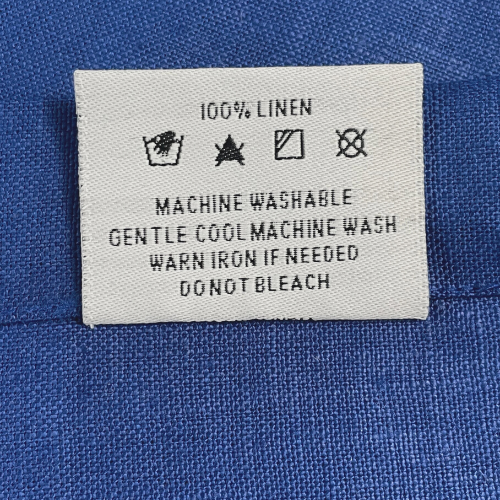 100% LINEN
MACHINE WASHABLE
GENTLE COOL MACHINE WASH
WARN IRON IF NEEDED
DO NOT BLEACH